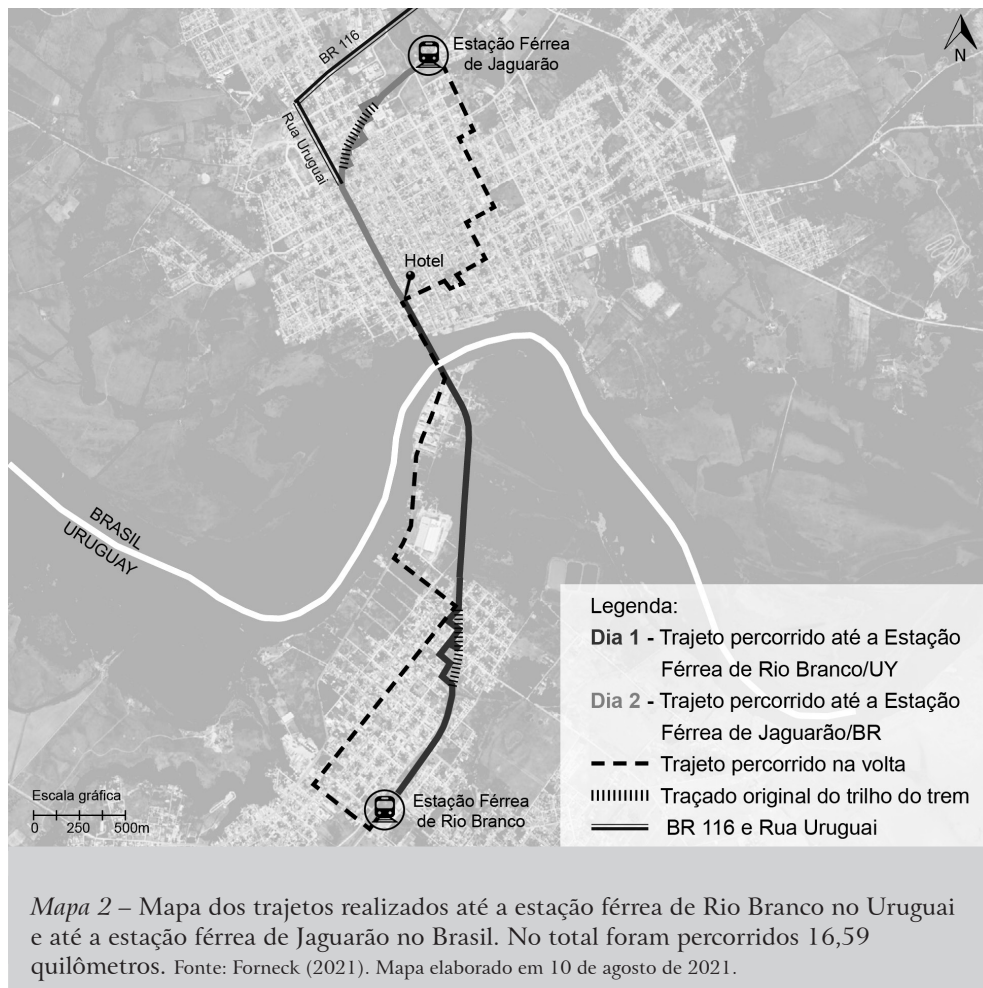 BR 116
Estação Férrea
de Jaguarão
N
Rua Uruguai
Hotel
BRASIL
URUGUAY
Legenda:
Dia 1 - Trajeto percorrido até a Estação
Férrea de Rio Branco/UY
Dia 2 - Trajeto percorrido até a Estação
Férrea de Jaguarão/BR
Trajeto percorrido na volta
Traçado original do trilho do trem
BR 116 e Rua Uruguai
Escala gráfica
0 250 500m
Estação Férrea
de Rio Branco
Mapa 2 – Mapa dos trajetos realizados até a estação férrea de Rio Branco no Uruguai
e até a estação férrea de Jaguarão no Brasil. No total foram percorridos 16,59
quilômetros. Fonte: Forneck (2021). Mapa elaborado em 10 de agosto de 2021.